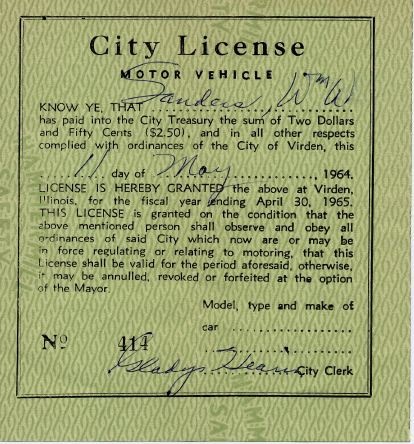 City License
MOTOR VEHICLE
KNOW YE, THAT Sanders, Wm W
has paid into the City Treasury the sum of Two Dollars
and Fifty Cents ($2.50), and in all other respects
complied with ordinances of the City of Virden, this
11 day of May, 1964.
LICENSE IS HEREBY GRANTED the above at Virden,
Illinois, for the fiscal year ending April 30, 1965.
THIS LICENSE is granted on the condition that the
above mentioned person shall observe and obey all
ordinances of said City which now are or may be
in force regulating or relating to motoring, that this
License shall be valid for the period aforesaid, otherwise,
it may be annulled, revoked or forfeited at the option
of the Mayor.
Model, type and make of
car
No 414
Gladys City Clerk